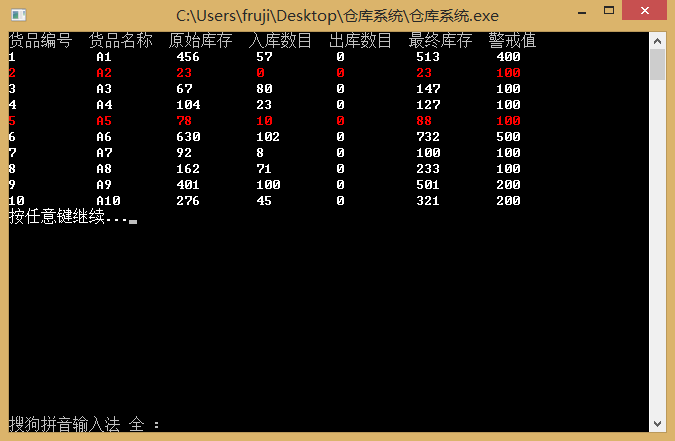 C:\Users\fruji\Desktop\仓库系统\仓库系统.exe
货品编号 货品名称 原始库存 入库数目 出库数目 最终库存 警戒值
1 A1 456 57 0 513 400
2 A2 23 0 0 23 100
3 A3 67 80 0 147 100
4 A4 104 23 0 127 100
5 A5 78 10 0 88 100
6 A6 630 102 0 732 500
7 A7 92 8 0 100 100
8 A8 162 71 0 233 100
9 A9 401 100 0 501 200
10 A10 276 45 0 321 200
按任意键继续...
搜狗拼音输入法 全 :